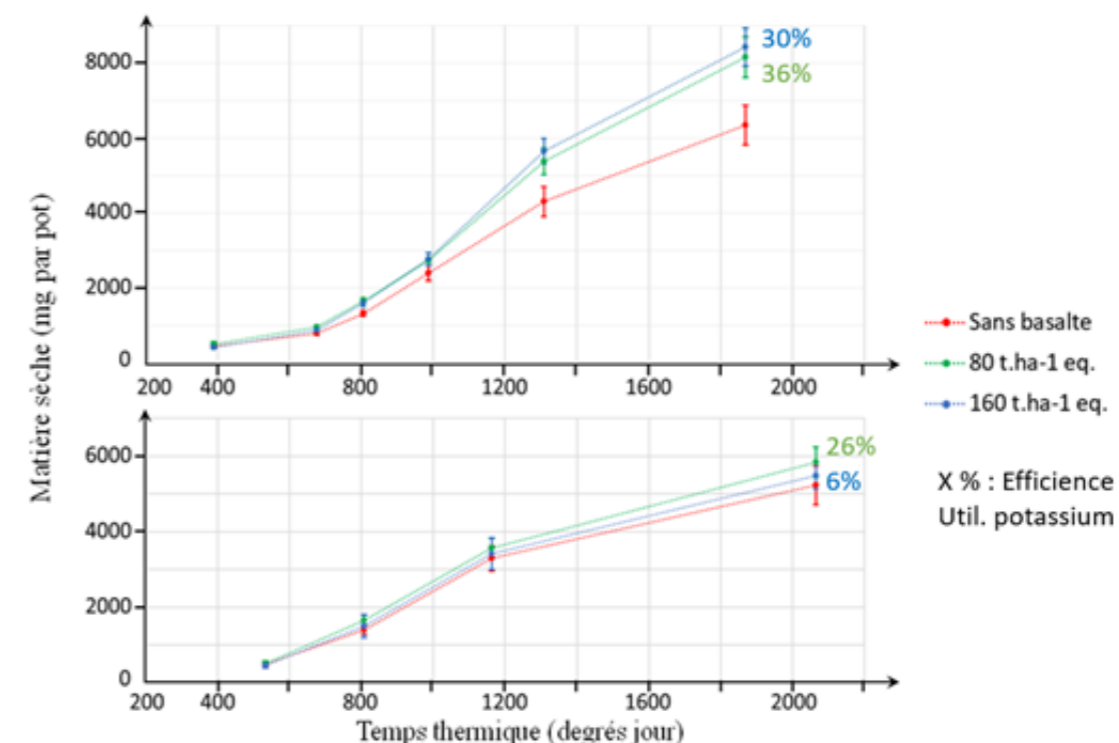 Matière sèche (mg par pot)
8000
6000
4000
2000
0
30%
36%
200 400 800 1200 1600 2000
6000
4000
2000
0
26%
6%
200 400 800 1200 1600 2000
Temps thermique (degrés jour)
Sans basalte
80 t.ha-1 eq.
160 t.ha-1 eq.
X % : Efficience
Util. potassium